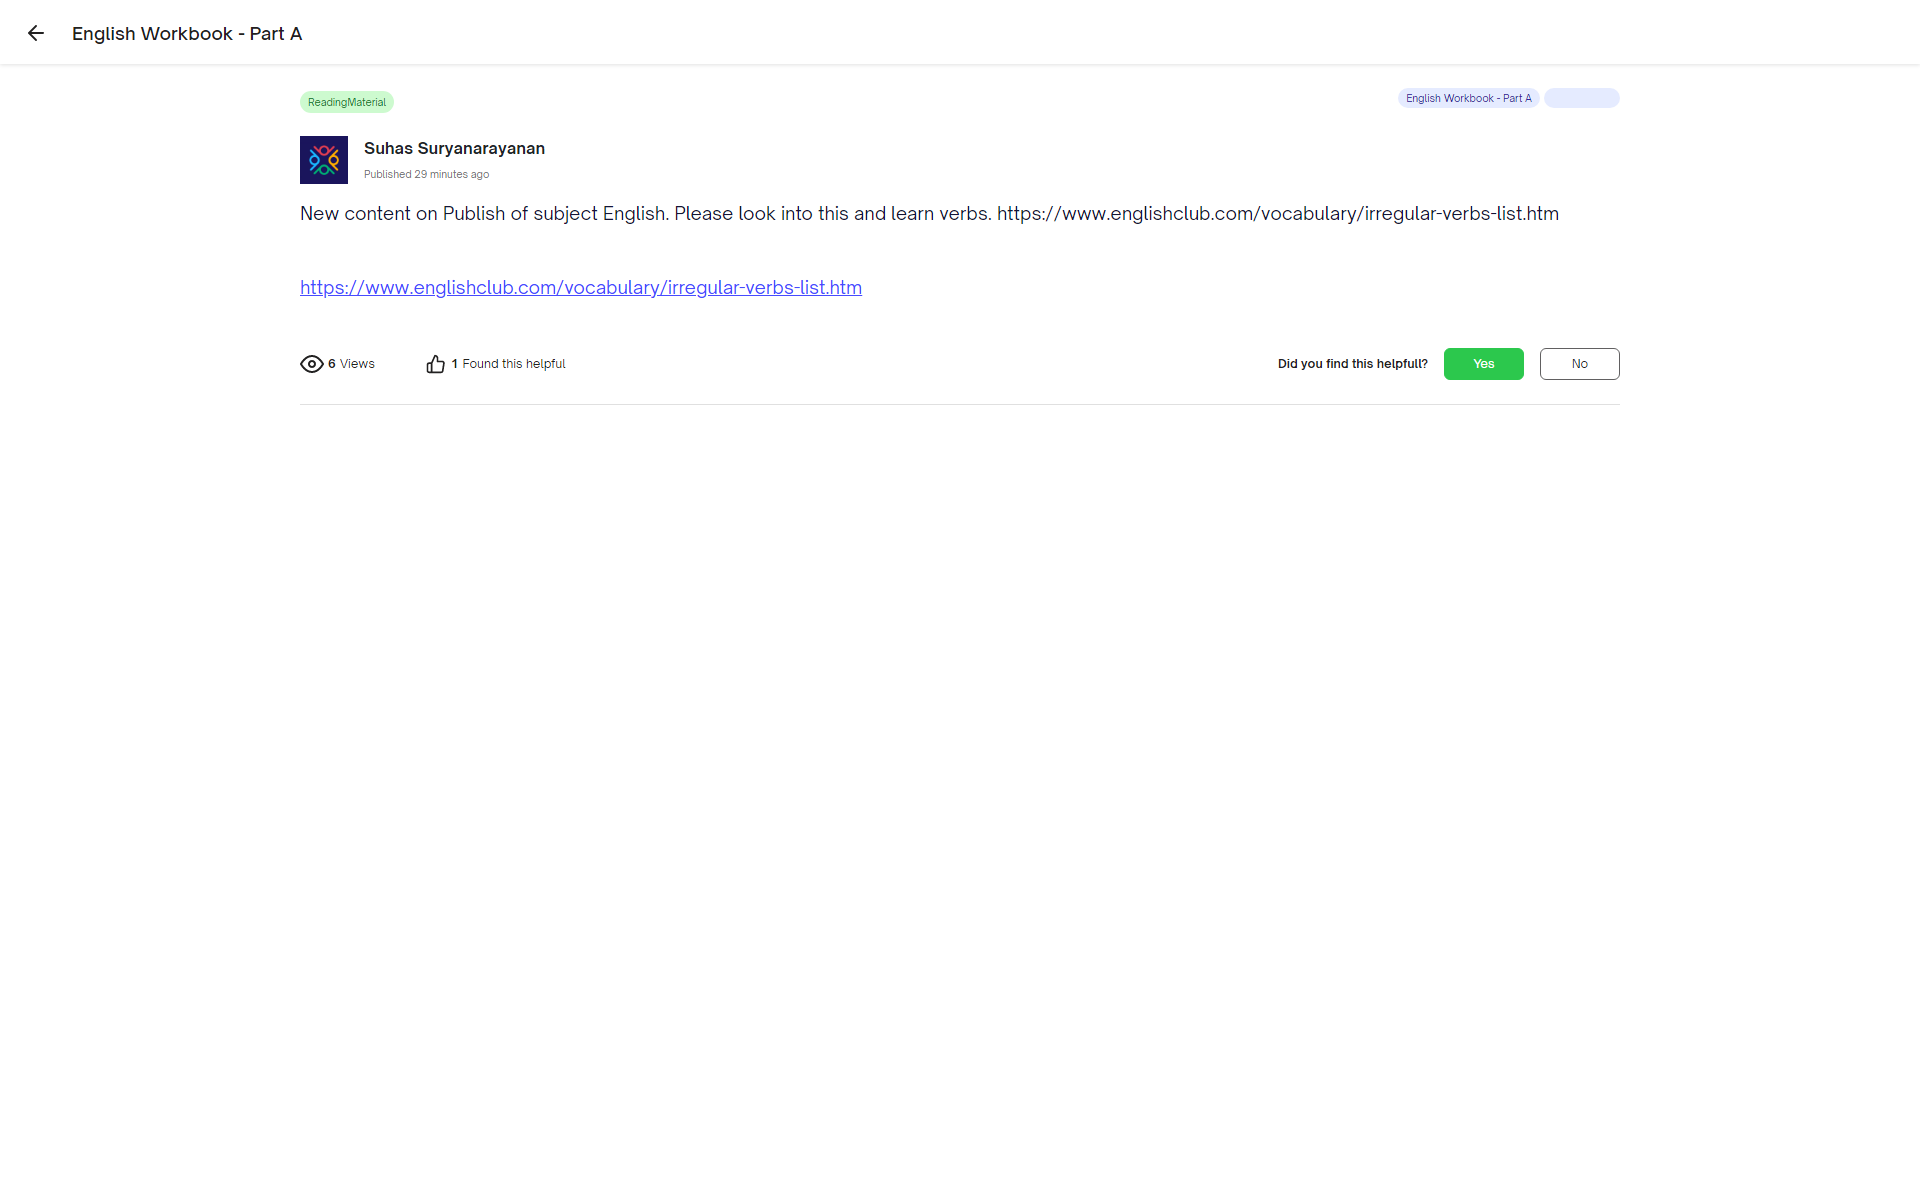 English Workbook - Part A
ReadingMaterial
English Workbook - Part A
Suhas Suryanarayanan
Published 29 minutes ago
New content on Publish of subject English. Please look into this and learn verbs. https://www.englishclub.com/vocabulary/irregular-verbs-list.htm
https://www.englishclub.com/vocabulary/irregular-verbs-list.htm
6 Views
1 Found this helpful
Did you find this helpfull?
Yes
No